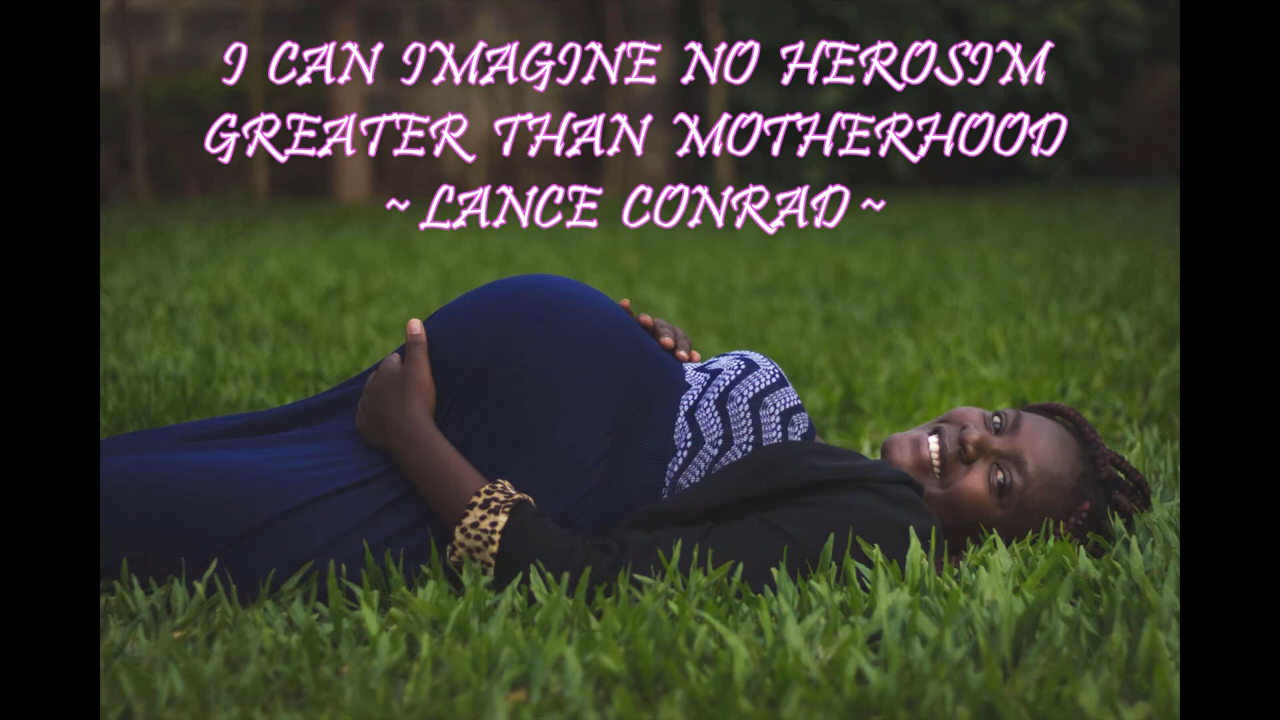 I CAN IMAGINE NO HEROSIM
GREATER THAN MOTHERHOOD
~LANCE CONRAD~